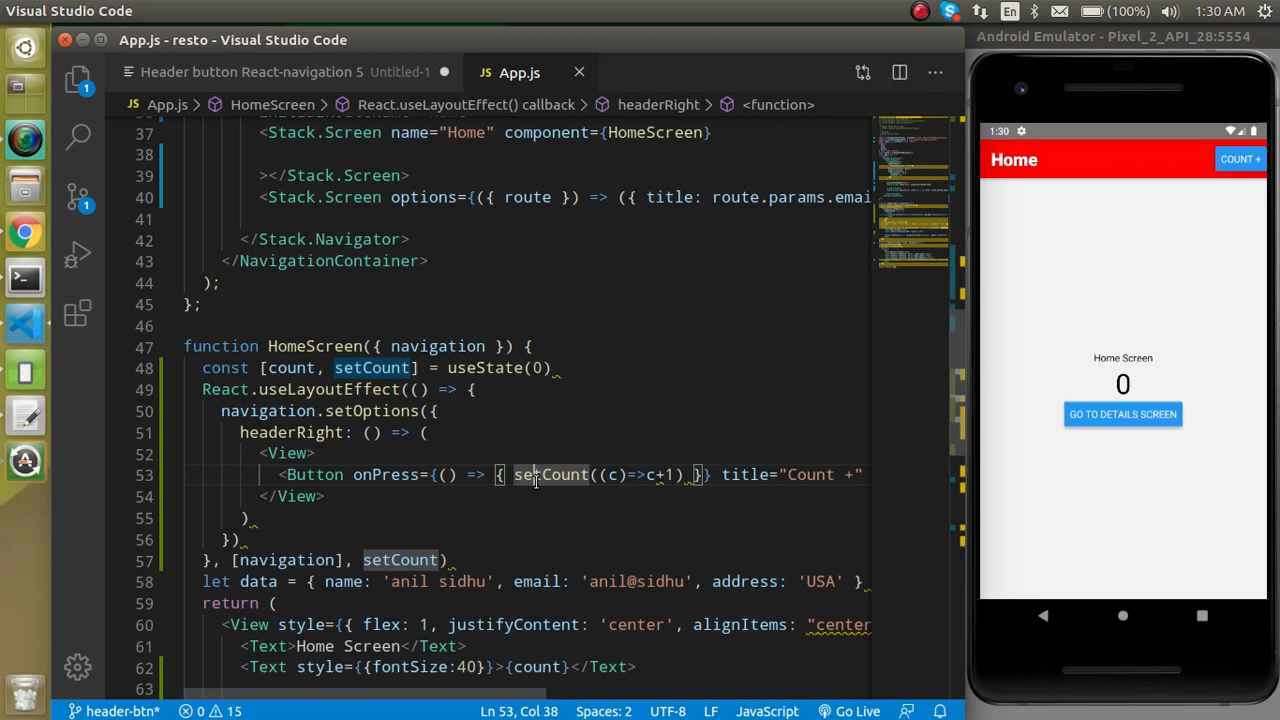 Visual Studio Code
En
(100%)
1:30 AM
App.js - resto - Visual Studio Code
Android Emulator - Pixel_2_API_28:5554
Header button React-navigation 5 Untitled-1
App.js
App.js > HomeScreen > React.useLayoutEffect() callback > headerRight > <function>
37 <Stack.Screen name="Home" component={HomeScreen}
38
39 ></Stack.Screen>
40 <Stack.Screen options={({ route }) => ({ title: route.params.emai
41
42 </Stack.Navigator>
43 </NavigationContainer>
44 );
45 };
46
47 function HomeScreen({ navigation }) {
48 const [count, setCount] = useState(0)
49 React.useLayoutEffect(() => {
50 navigation.setOptions({
51 headerRight: () => (
52 <View>
53 <Button onPress={() => { setCount((c)=>c+1) }} title="Count +"
54 </View>
55 )
56 })
57 }, [navigation], setCount)
58 let data = { name: 'anil sidhu', email: 'anil@sidhu', address: 'USA' }
59 return (
60 <View style={{ flex: 1, justifyContent: 'center', alignItems: "center
61 <Text>Home Screen</Text>
62 <Text style={{fontSize:40}}>{count}</Text>
63
header-btn*
0
15
Ln 53, Col 38
Spaces: 2
UTF-8
LF
JavaScript
Go Live
1
1
1:30
Home
COUNT +
Home Screen
0
GO TO DETAILS SCREEN